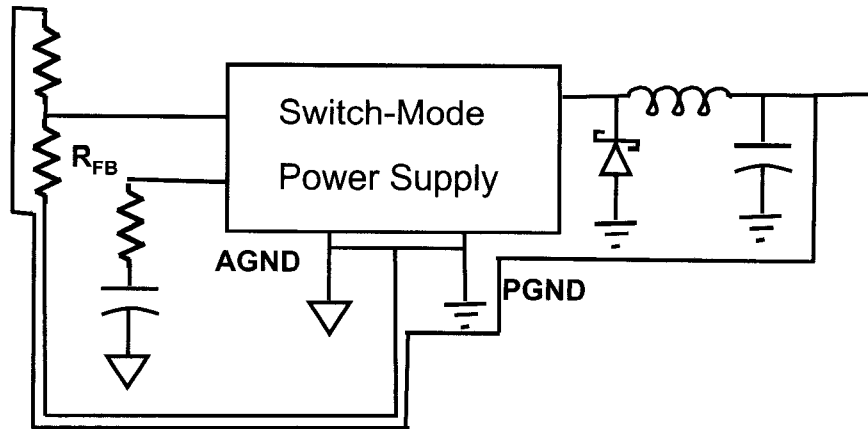 Switch-Mode
Power Supply
R_FB
AGND
PGND